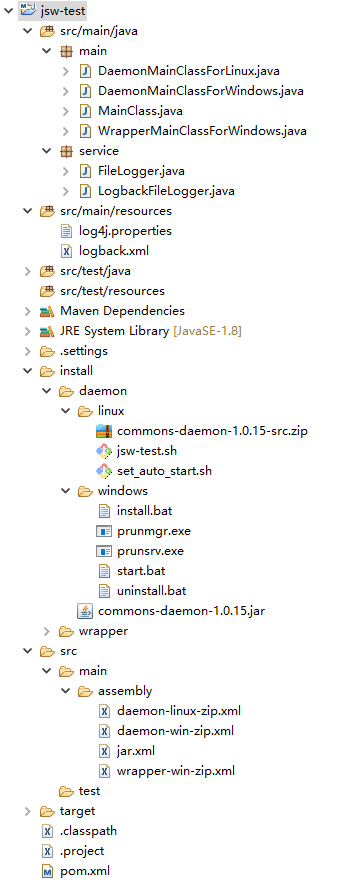 jsw-test
src/main/java
main
DaemonMainClassForLinux.java
DaemonMainClassForWindows.java
MainClass.java
WrapperMainClassForWindows.java
service
FileLogger.java
LogbackFileLogger.java
src/main/resources
log4j.properties
logback.xml
src/test/java
src/test/resources
Maven Dependencies
JRE System Library [JavaSE-1.8]
.settings
install
daemon
linux
commons-daemon-1.0.15-src.zip
jsw-test.sh
set_auto_start.sh
windows
install.bat
prunmgr.exe
prunsrv.exe
start.bat
uninstall.bat
commons-daemon-1.0.15.jar
wrapper
src
main
assembly
daemon-linux-zip.xml
daemon-win-zip.xml
jar.xml
wrapper-win-zip.xml
test
target
.classpath
.project
pom.xml